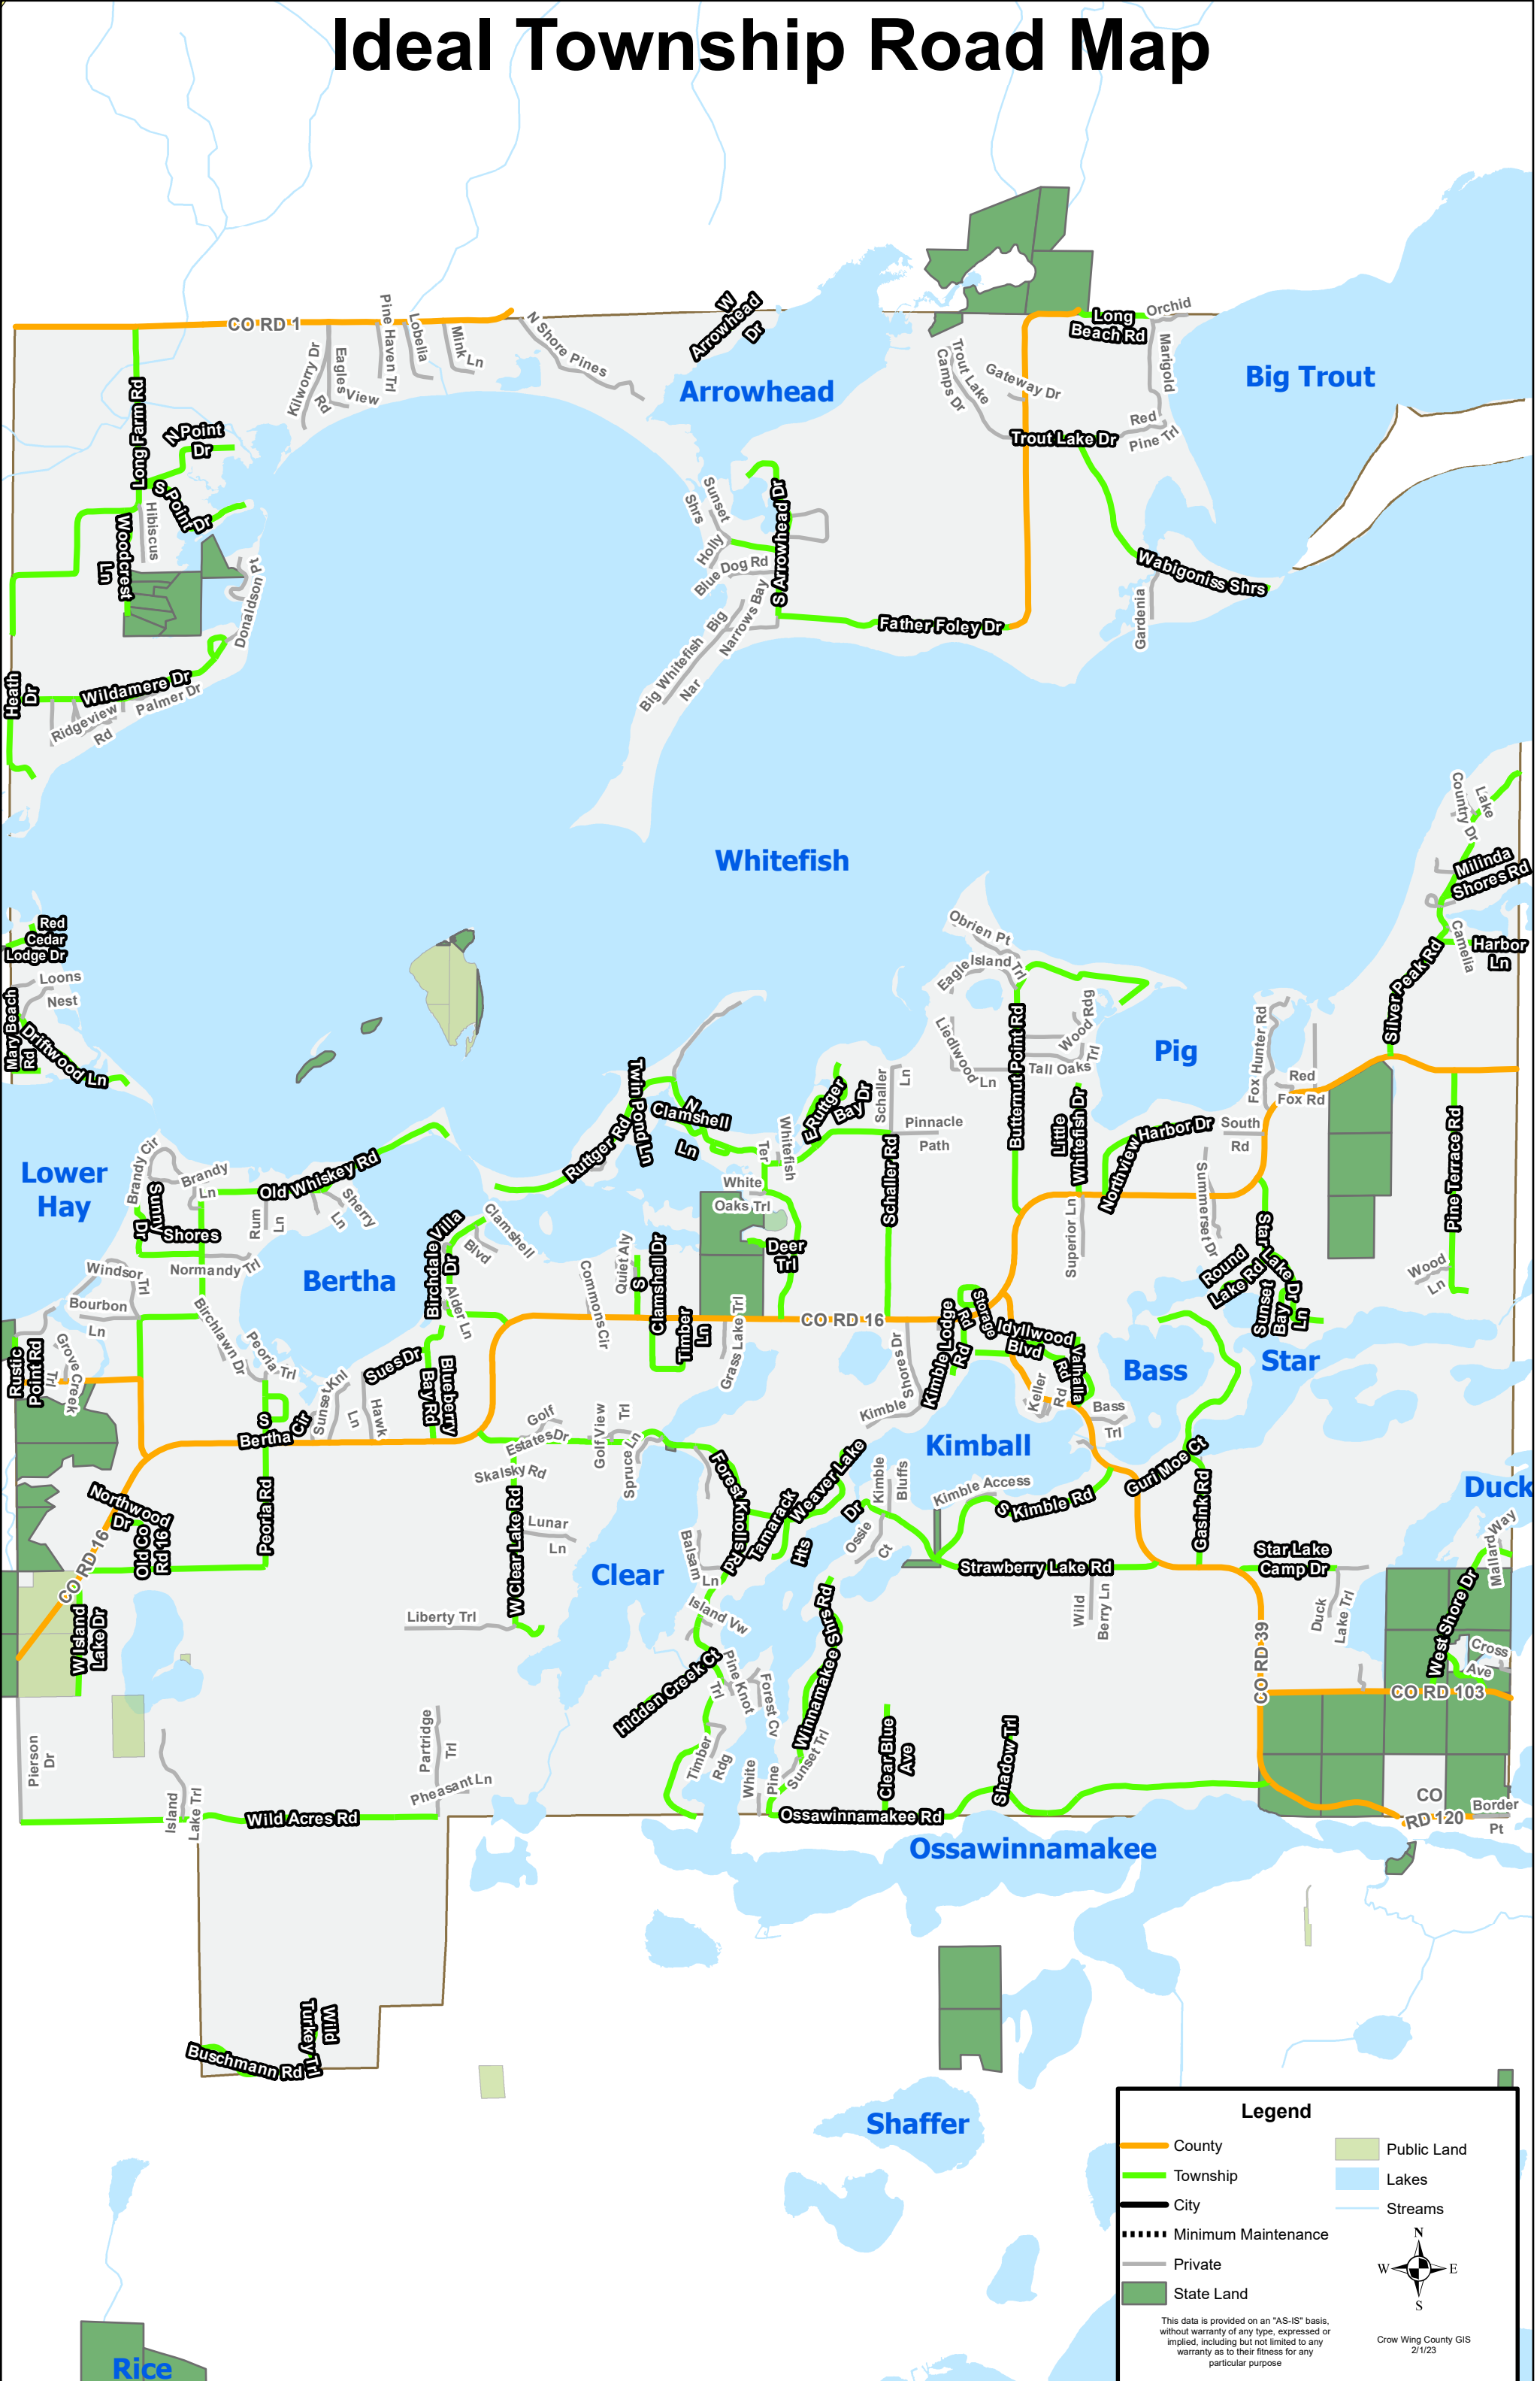 Ideal Township Road Map
CO RD 1
Long Farm Rd
N Point
Dr
S Point
Dr
Hibiscus
Woodcrest
Ln
Donaldson Pt
Heath
Dr
Wildamere Dr
Palmer Dr
Ridgeview
Rd
Kilworry Dr
Eagles View
Rd
Pine Haven Trl
Lobelia
Mink
Ln
N Shore Pines
W
Arrowhead
Dr
Arrowhead
Sunset
Shrs
Holly
Blue Dog Rd
S Arrowhead Dr
Big
Narrows Bay
Big Whitefish
Nar
Father Foley Dr
Long
Beach Rd
Orchid
Marigold
Trout Lake
Camps Dr
Gateway Dr
Trout Lake Dr
Red
Pine Trl
Big Trout
Wabigoniss Shrs
Gardenia
Whitefish
Lake
Country Dr
Milinda
Shores Rd
Camelia
Harbor
Ln
Silver Peak Rd
Red
Cedar
Lodge Dr
Loons
Nest
Mary Beach
Rd
Driftwood Ln
Obrien Pt
Eagle
Island Trl
Liedlwood
Ln
Butternut Point Rd
Wood
Rdg
Tall Oaks
Trl
Little
Whitefish Dr
Pig
Fox Hunter Rd
Red
Fox Rd
Northview
Harbor Dr
South
Rd
Summerset Dr
Superior Ln
Pine Terrace Rd
Wood
Ln
Lower
Hay
Brandy Cir
Brandy
Ln
Sunny
Shores
Dr
Old Whiskey Rd
Rum
Ln
Sherry
Ln
Windsor
Trl
Normandy Trl
Bourbon
Ln
Birchlawn Dr
Peoria Trl
Bertha
Birchdale Villa
Dr
Clamshell
Blvd
Alder Ln
Ruttger Rd
Twin Pond Ln
N
Clamshell
Ln
Ter
Whitefish
E Ruttger
Bay Dr
Schaller
Ln
Pinnacle
Path
Schaller Rd
White
Oaks Trl
Deer
Trl
Quiet Aly
S
Clamshell Dr
Commons Cir
Timber
Ln
Grass Lake Trl
CO RD 16
Kimble
Shores Dr
Kimble Lodge
Rd
Storage
Rd
Idyllwood
Blvd
Valhalla
Rd
Keller
Rd
Bass
Trl
Bass
Round
Lake Rd
Star
Lake
Dr
Sunset
Bay
Ln
Star
Rustic
Point Rd
Grove Creek
Trl
S
Bertha
Cir
Sunset
Knl
Ln
Hawk
Sues Dr
Blueberry
Bay Rd
Peoria Rd
Northwood
Dr
Old Co
Rd 16
CO RD 16
W Island
Lake Dr
Golf
Estates Dr
Golf View
Trl
Spruce Ln
Skalsky Rd
W Clear Lake Rd
Lunar
Ln
Liberty Trl
Clear
Forest Knolls Rd
Tamarack
Hts
Weaver Lake
Dr
Balsam
Ln
Island Vw
Kimball
Kimble
Bluffs
Kimble Access
Ossie
Ct
S
Kimble Rd
Guri Moe Ct
Gasink Rd
Strawberry Lake Rd
Wild
Berry Ln
Star Lake
Camp Dr
Duck
Lake Trl
Duck
Mallard Way
West Shore Dr
Cross
Ave
CO RD 103
CO RD 39
CO
RD 120
Border
Pt
Hidden Creek Ct
Pine Knot
Trl
Forest Cv
Winnamakee Shrs Rd
Timber
Rdg
White
Pine
Sunset Trl
Clear Blue
Ave
Shadow Trl
Ossawinnamakee Rd
Ossawinnamakee
Pierson
Dr
Island
Lake Trl
Wild Acres Rd
Partridge
Trl
Pheasant Ln
Wild
Turkey Trl
Buschmann Rd
Shaffer
Rice
Legend
County
Township
City
Minimum Maintenance
Private
State Land
Public Land
Lakes
Streams
N
W
E
S
This data is provided on an "AS-IS" basis,
without warranty of any type, expressed or
implied, including but not limited to any
warranty as to their fitness for any
particular purpose
Crow Wing County GIS
2/1/23